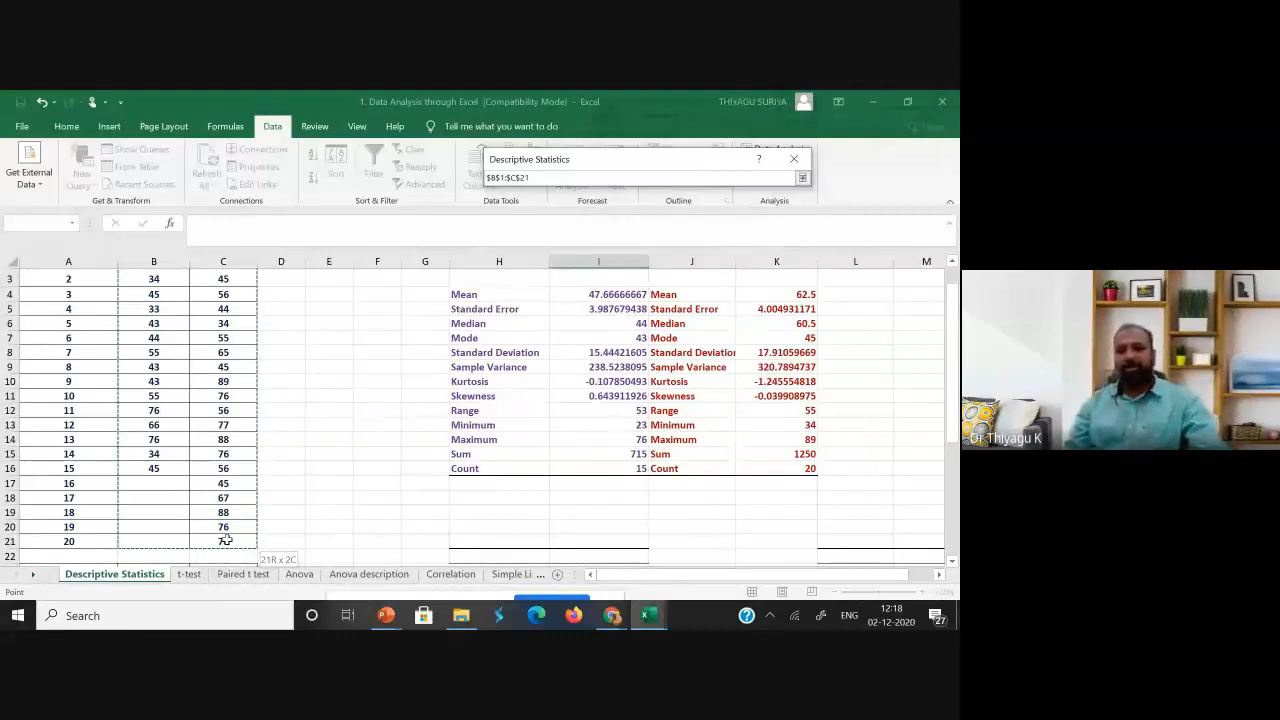 1. Data Analysis through Excel [Compatibility Mode] - Excel
THIYAGU SURIYA
File Home Insert Page Layout Formulas Data Review View Help Tell me what you want to do
Get External Data
New Query
Show Queries
From Table
Recent Sources
Get & Transform
Refresh All
Connections
Properties
Edit Links
Connections
Filter
Clear
Reapply
Advanced
Sort & Filter
Data Tools
Forecast
Outline
Analysis
Descriptive Statistics ? 
$B$1:$C$21
fx
A B C D E F G H I J K L M
3 2 34 45
4 3 45 56 Mean 47.66666667 Mean 62.5
5 4 33 44 Standard Error 3.987679438 Standard Error 4.004931171
6 5 43 34 Median 44 Median 60.5
7 6 44 55 Mode 43 Mode 45
8 7 55 65 Standard Deviation 15.44421605 Standard Deviatior 17.91059669
9 8 43 45 Sample Variance 238.5238095 Sample Variance 320.7894737
10 9 43 89 Kurtosis -0.107850493 Kurtosis -1.245554818
11 10 55 76 Skewness 0.643911926 Skewness -0.039908975
12 11 76 56 Range 53 Range 55
13 12 66 77 Minimum 23 Minimum 34
14 13 76 88 Maximum 76 Maximum 89
15 14 34 76 Sum 715 Sum 1250
16 15 45 56 Count 15 Count 20
17 16 45
18 17 67
19 18 88
20 19 76
21 20
22
21R x 2C
Descriptive Statistics t-test Paired t test Anova Anova description Correlation Simple Li ...
Point
Search
ENG
12:18
02-12-2020
27
Dr Thiyagu K